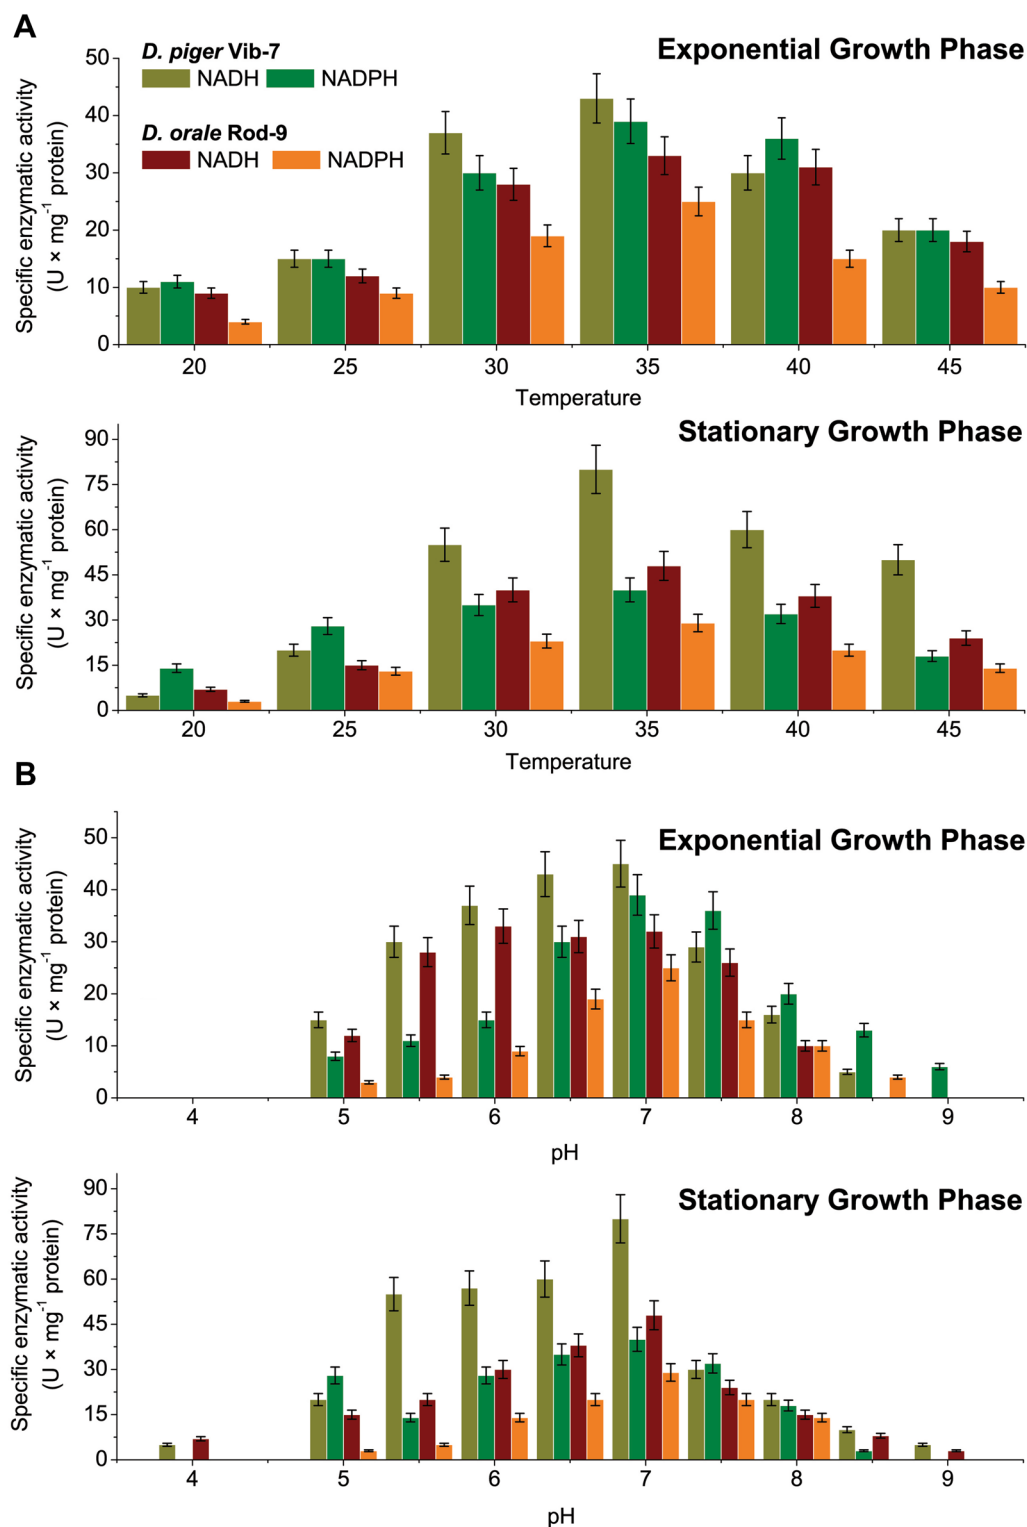 A
D. piger Vib-7
NADH NADPH
D. orale Rod-9
NADH NADPH
Exponential Growth Phase
Specific enzymatic activity
(U × mg⁻¹ protein)
50
40
30
20
10
0
20 25 30 35 40 45
Temperature
Stationary Growth Phase
Specific enzymatic activity
(U × mg⁻¹ protein)
90
75
60
45
30
15
0
20 25 30 35 40 45
Temperature
B
Exponential Growth Phase
Specific enzymatic activity
(U × mg⁻¹ protein)
50
40
30
20
10
0
4 5 6 7 8 9
pH
Stationary Growth Phase
Specific enzymatic activity
(U × mg⁻¹ protein)
90
75
60
45
30
15
0
4 5 6 7 8 9
pH